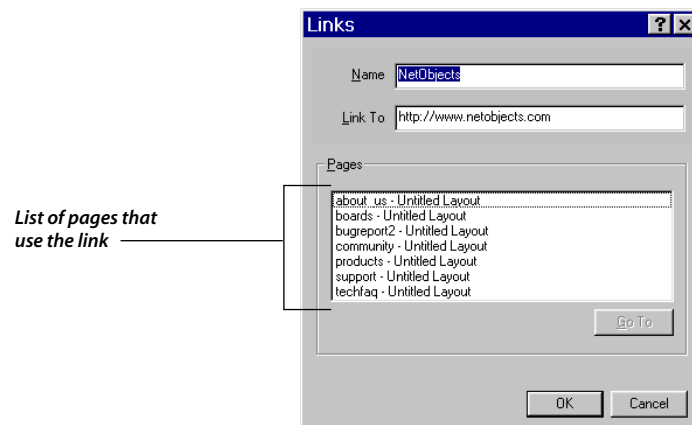 Links
Name NetObjects
Link To http://www.netobjects.com
Pages
about_us - Untitled Layout
boards - Untitled Layout
bugreport2 - Untitled Layout
community - Untitled Layout
products - Untitled Layout
support - Untitled Layout
techfaq - Untitled Layout
List of pages that
use the link
Go To
OK Cancel